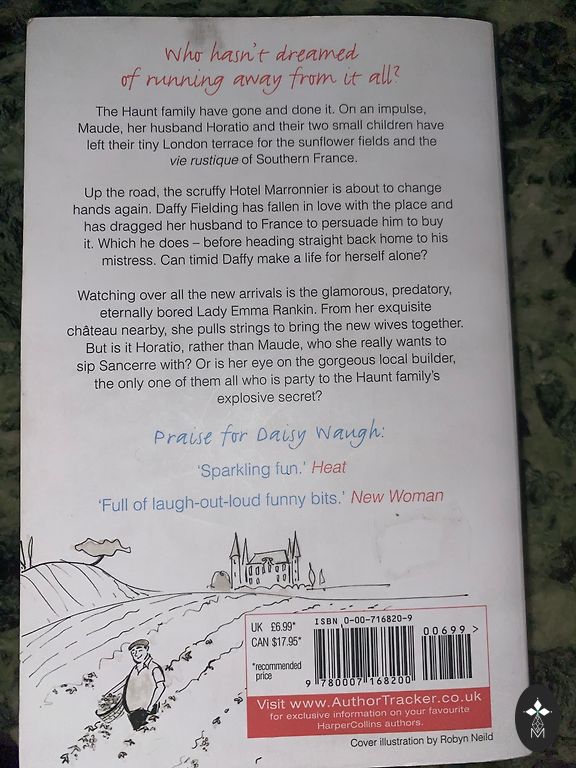 Who hasn't dreamed
of running away from it all?
The Haunt family have gone and done it. On an impulse,
Maude, her husband Horatio and their two small children have
left their tiny London terrace for the sunflower fields and the
vie rustique of Southern France.
Up the road, the scruffy Hotel Marronnier is about to change
hands again. Daffy Fielding has fallen in love with the place and
has dragged her husband to France to persuade him to buy
it. Which he does – before heading straight back home to his
mistress. Can timid Daffy make a life for herself alone?
Watching over all the new arrivals is the glamorous, predatory,
eternally bored Lady Emma Rankin. From her exquisite
château nearby, she pulls strings to bring the new wives together.
But is it Horatio, rather than Maude, who she really wants to
sip Sancerre with? Or is her eye on the gorgeous local builder,
the only one of them all who is party to the Haunt family's
explosive secret?
Praise for Daisy Waugh:
'Sparkling fun.' Heat
'Full of laugh-out-loud funny bits.' New Woman
UK £6.99*
CAN $17.95*
*recommended
price
ISBN 0-00-716820-9
00699 >
9 780007 168200
Visit www.AuthorTracker.co.uk
for exclusive information on your favourite
HarperCollins authors.
Cover illustration by Robyn Neild
M